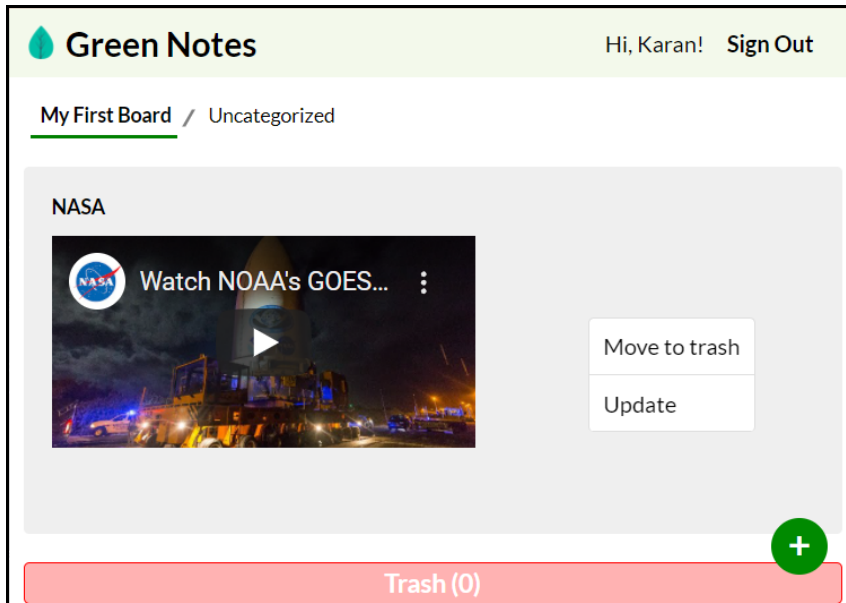 Green Notes
Hi, Karan! Sign Out
My First Board / Uncategorized
NASA
NASA Watch NOAA's GOES...
Move to trash
Update
+
Trash (0)